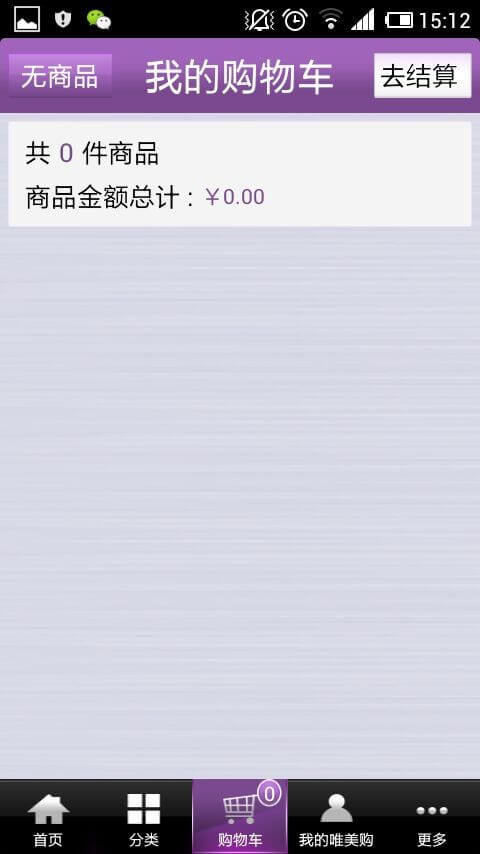 15:12
无商品
我的购物车
去结算
共 0 件商品
商品金额总计：￥0.00
0
首页
分类
购物车
我的唯美购
更多